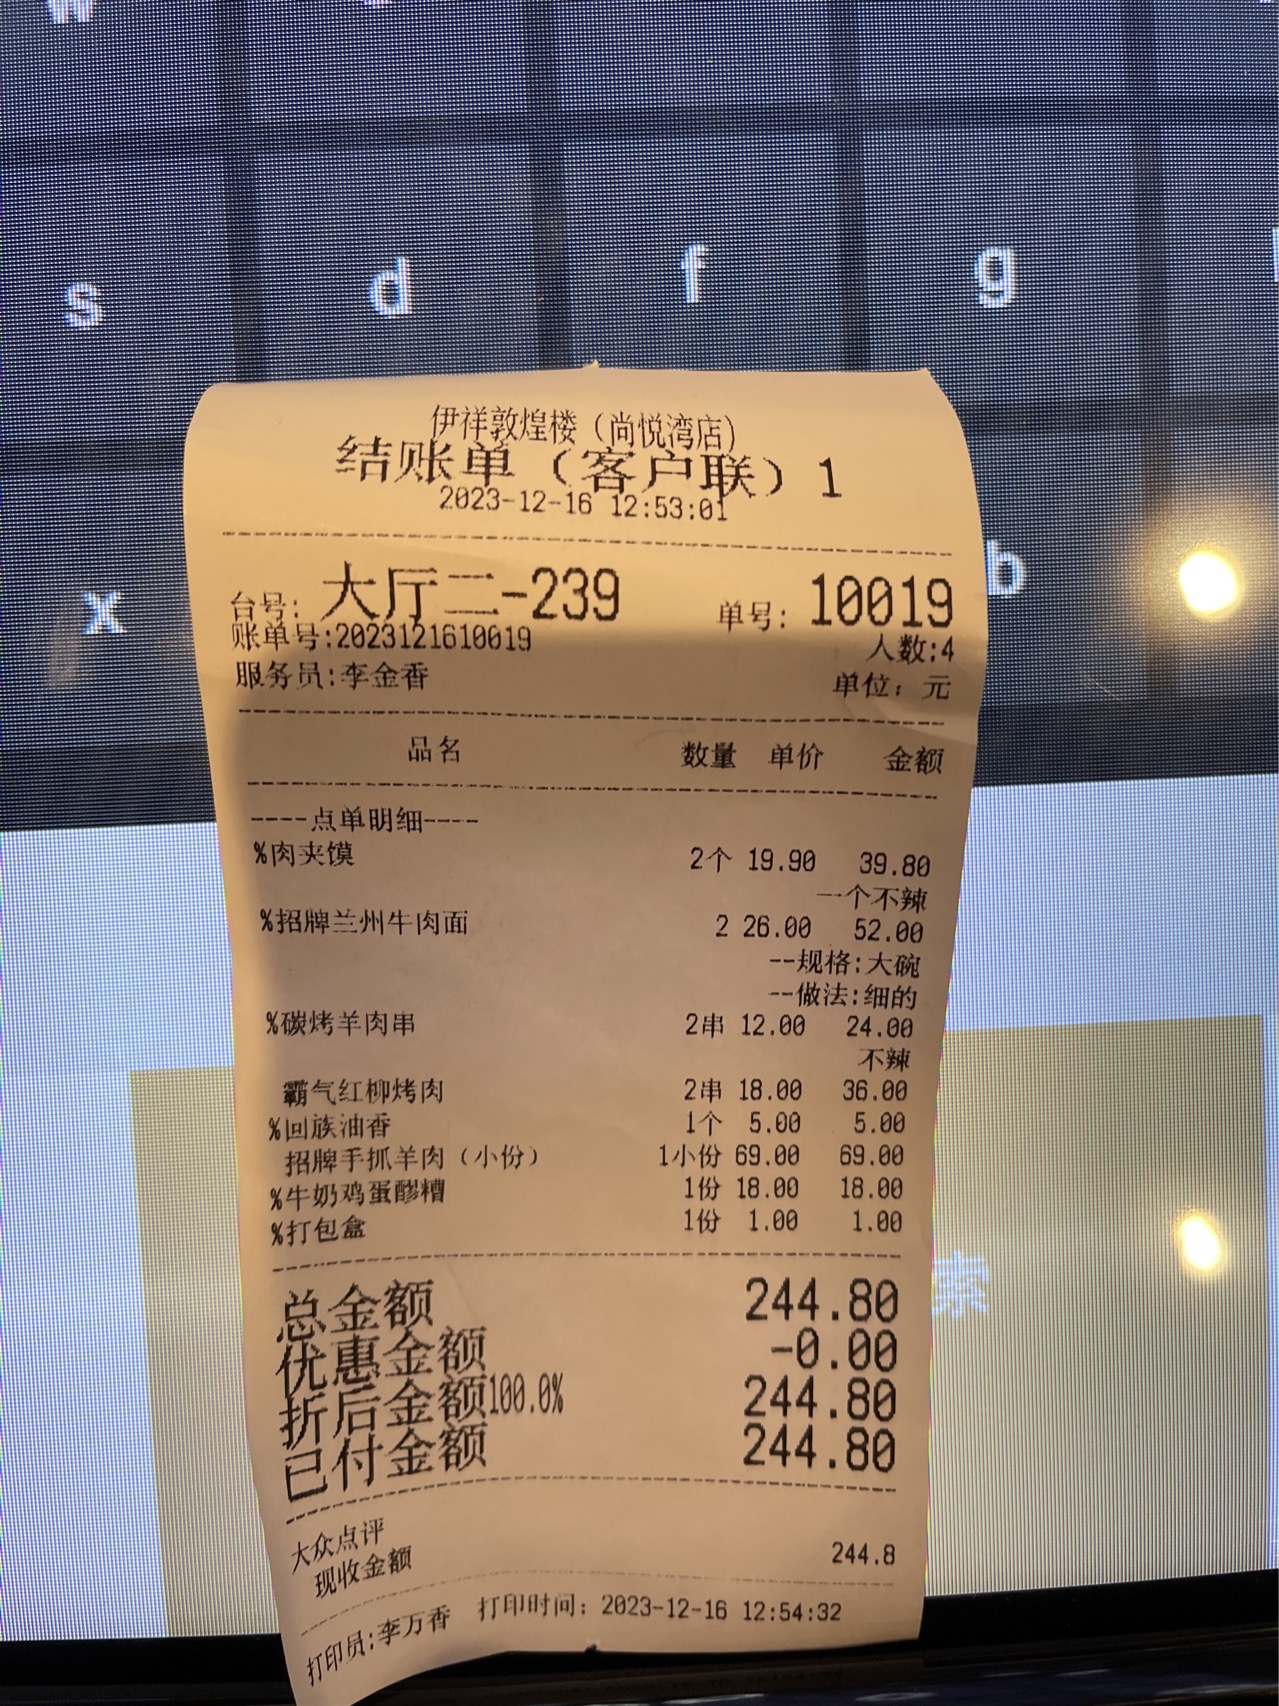 w
s d f g
x b
伊祥敦煌楼（尚悦湾店）
结账单（客户联）1
2023-12-16 12:53:01
台号: 大厅二-239 单号: 10019
账单号:2023121610019 人数:4
服务员:李金香 单位: 元
品名 数量 单价 金额
----点单明细----
%肉夹馍 2个 19.90 39.80
一个不辣
%招牌兰州牛肉面 2 26.00 52.00
--规格:大碗
--做法:细的
%碳烤羊肉串 2串 12.00 24.00
不辣
霸气红柳烤肉 2串 18.00 36.00
%回族油香 1个 5.00 5.00
招牌手抓羊肉（小份） 1小份 69.00 69.00
%牛奶鸡蛋醪糟 1份 18.00 18.00
%打包盒 1份 1.00 1.00
总金额 244.80
优惠金额 -0.00
折后金额100.0% 244.80
已付金额 244.80
大众点评
现收金额 244.8
打印员:李万香 打印时间: 2023-12-16 12:54:32
索